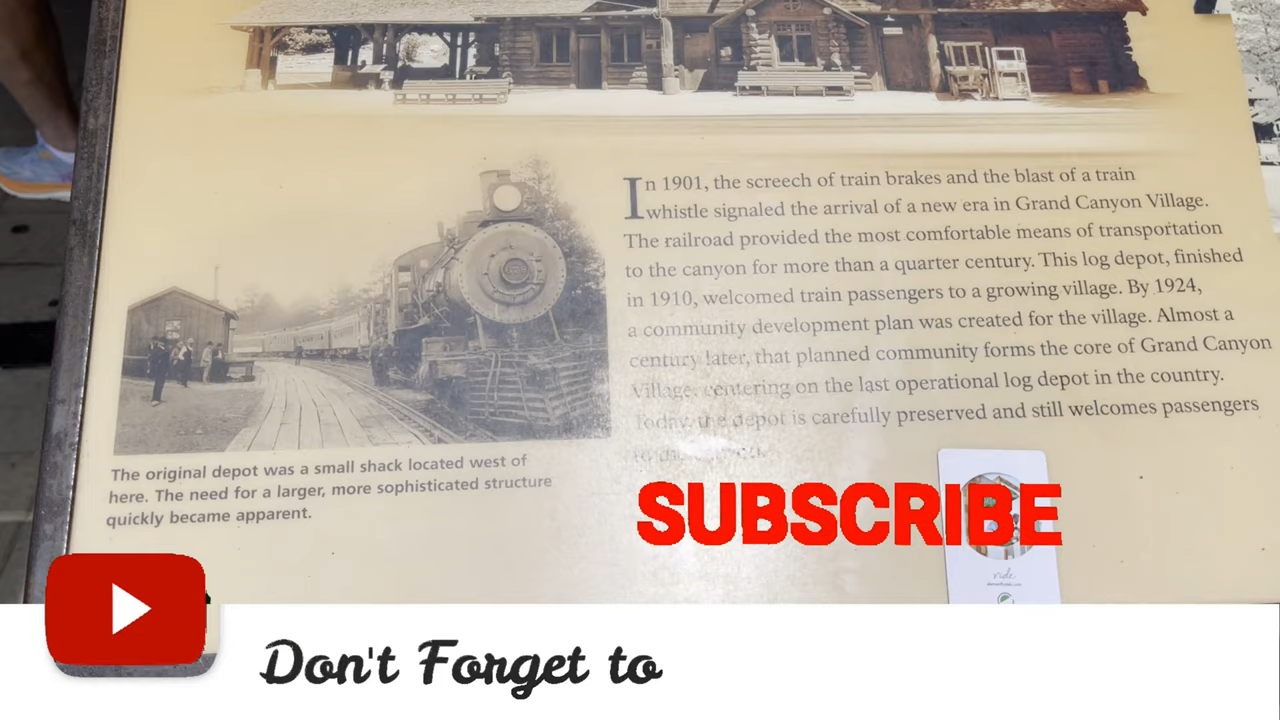 In 1901, the screech of train brakes and the blast of a train
whistle signaled the arrival of a new era in Grand Canyon Village.
The railroad provided the most comfortable means of transportation
to the canyon for more than a quarter century. This log depot, finished
in 1910, welcomed train passengers to a growing village. By 1924,
a community development plan was created for the village. Almost a
century later, that planned community forms the core of Grand Canyon
Village, centering on the last operational log depot in the country.
Today the depot is carefully preserved and still welcomes passengers
The original depot was a small shack located west of
here. The need for a larger, more sophisticated structure
quickly became apparent.
SUBSCRIBE
ride
Don't Forget to